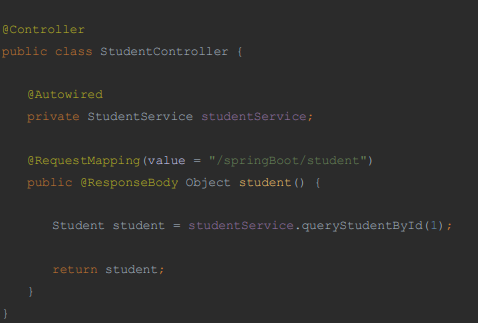 @Controller
public class StudentController {
@Autowired
private StudentService studentService;
@RequestMapping(value = "/springBoot/student")
public @ResponseBody Object student() {
Student student = studentService.queryStudentById(1);
return student;
}
}